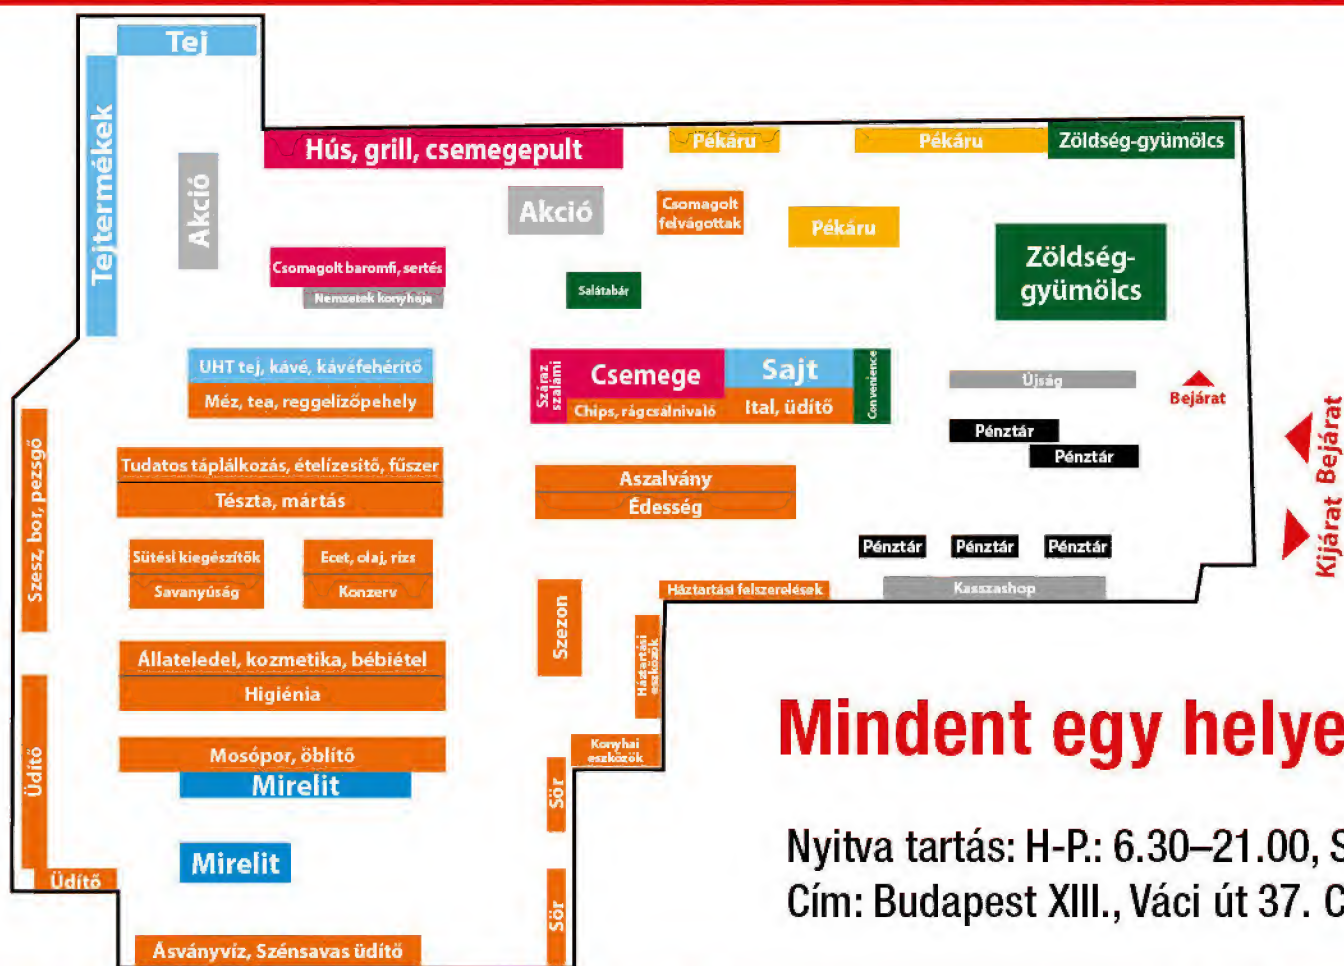 Tej
Tejtermékek
Akció
Hús, grill, csemegepult
Pékáru
Pékáru
Zöldség-gyümölcs
Akció
Csomagolt
felvágottak
Pékáru
Zöldség-
gyümölcs
Csomagolt baromfi, sertés
Nemzetek konyhája
Salátabár
UHT tej, kávé, kávéfehérítő
Méz, tea, reggelizőpehely
Száraz
szalámi
Csemege
Sajt
Chips, rágcsálnivaló
Ital, üdítő
Convenience
Újság
Bejárat
Pénztár
Pénztár
Bejárat
Kijárat
Szesz, bor, pezsgő
Tudatos táplálkozás, ételízesítő, fűszer
Tészta, mártás
Aszalvány
Édesség
Sütési kiegészítők
Savanyúság
Ecet, olaj, rizs
Konzerv
Pénztár
Pénztár
Pénztár
Szezon
Háztartási felszerelések
Kasszashop
Háztartási
eszközök
Állateledel, kozmetika, bébiétel
Higiénia
Üdítő
Mosópor, öblítő
Mirelit
Konyhai
eszközök
Sör
Mirelit
Üdítő
Sör
Ásványvíz, Szénsavas üdítő
Mindent egy helye
Nyitva tartás: H-P.: 6.30–21.00, S
Cím: Budapest XIII., Váci út 37. C